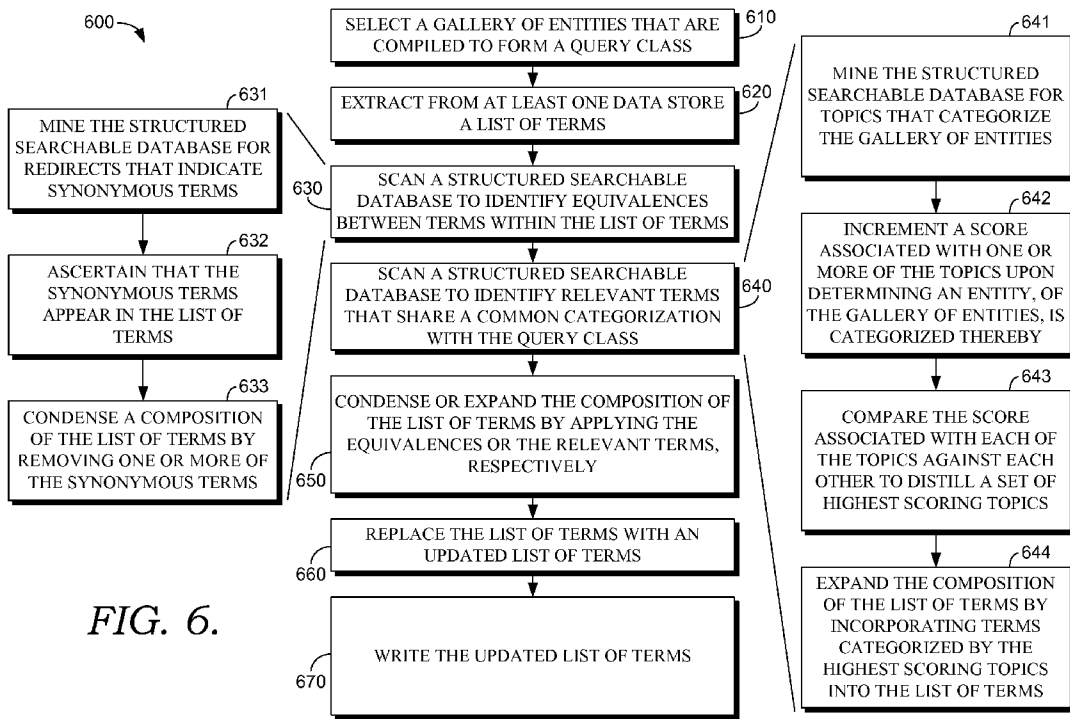 600
610
SELECT A GALLERY OF ENTITIES THAT ARE
COMPILED TO FORM A QUERY CLASS
620
EXTRACT FROM AT LEAST ONE DATA STORE
A LIST OF TERMS
630
SCAN A STRUCTURED SEARCHABLE
DATABASE TO IDENTIFY EQUIVALENCES
BETWEEN TERMS WITHIN THE LIST OF TERMS
631
MINE THE STRUCTURED
SEARCHABLE DATABASE FOR
REDIRECTS THAT INDICATE
SYNONYMOUS TERMS
632
ASCERTAIN THAT THE
SYNONYMOUS TERMS
APPEAR IN THE LIST OF
TERMS
633
CONDENSE A COMPOSITION
OF THE LIST OF TERMS BY
REMOVING ONE OR MORE OF
THE SYNONYMOUS TERMS
640
SCAN A STRUCTURED SEARCHABLE
DATABASE TO IDENTIFY RELEVANT TERMS
THAT SHARE A COMMON CATEGORIZATION
WITH THE QUERY CLASS
641
MINE THE STRUCTURED
SEARCHABLE DATABASE FOR
TOPICS THAT CATEGORIZE
THE GALLERY OF ENTITIES
642
INCREMENT A SCORE
ASSOCIATED WITH ONE OR
MORE OF THE TOPICS UPON
DETERMINING AN ENTITY, OF
THE GALLERY OF ENTITIES, IS
CATEGORIZED THEREBY
643
COMPARE THE SCORE
ASSOCIATED WITH EACH OF
THE TOPICS AGAINST EACH
OTHER TO DISTILL A SET OF
HIGHEST SCORING TOPICS
644
EXPAND THE COMPOSITION
OF THE LIST OF TERMS BY
INCORPORATING TERMS
CATEGORIZED BY THE
HIGHEST SCORING TOPICS
INTO THE LIST OF TERMS
650
CONDENSE OR EXPAND THE COMPOSITION OF
THE LIST OF TERMS BY APPLYING THE
EQUIVALENCES OR THE RELEVANT TERMS,
RESPECTIVELY
660
REPLACE THE LIST OF TERMS WITH AN
UPDATED LIST OF TERMS
670
WRITE THE UPDATED LIST OF TERMS
FIG. 6.